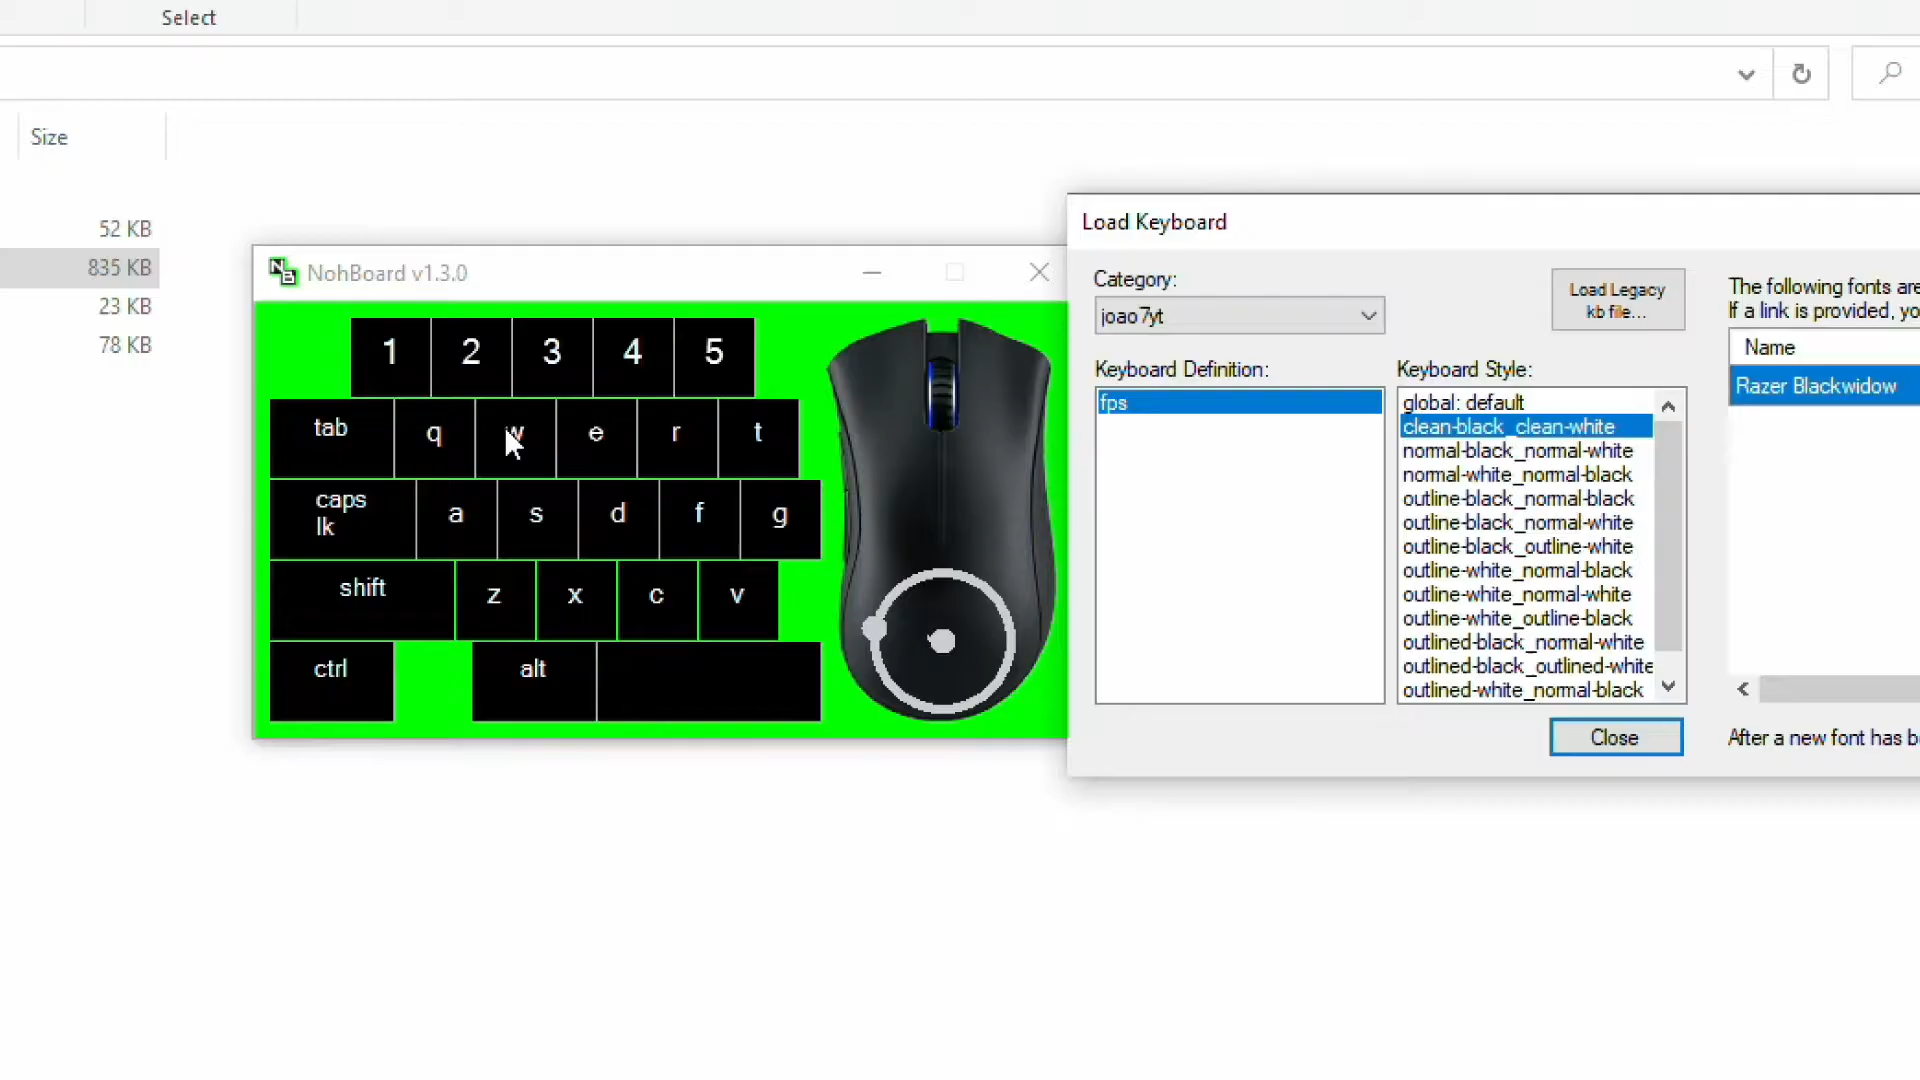 Select
Size
52 KB
835 KB
23 KB
78 KB
NohBoard v1.3.0
1 2 3 4 5
tab q w e r t
caps
lk
a s d f g
shift z x c v
ctrl alt
Load Keyboard
Category:
joao7yt
Load Legacy
kb file...
Keyboard Definition:
fps
Keyboard Style:
global: default
clean-black_clean-white
normal-black_normal-white
normal-white_normal-black
outline-black_normal-black
outline-black_normal-white
outline-black_outline-white
outline-white_normal-black
outline-white_normal-white
outline-white_outline-black
outlined-black_normal-white
outlined-black_outlined-white
outlined-white_normal-black
Close
The following fonts are
If a link is provided, yo
Name
Razer Blackwidow
After a new font has b